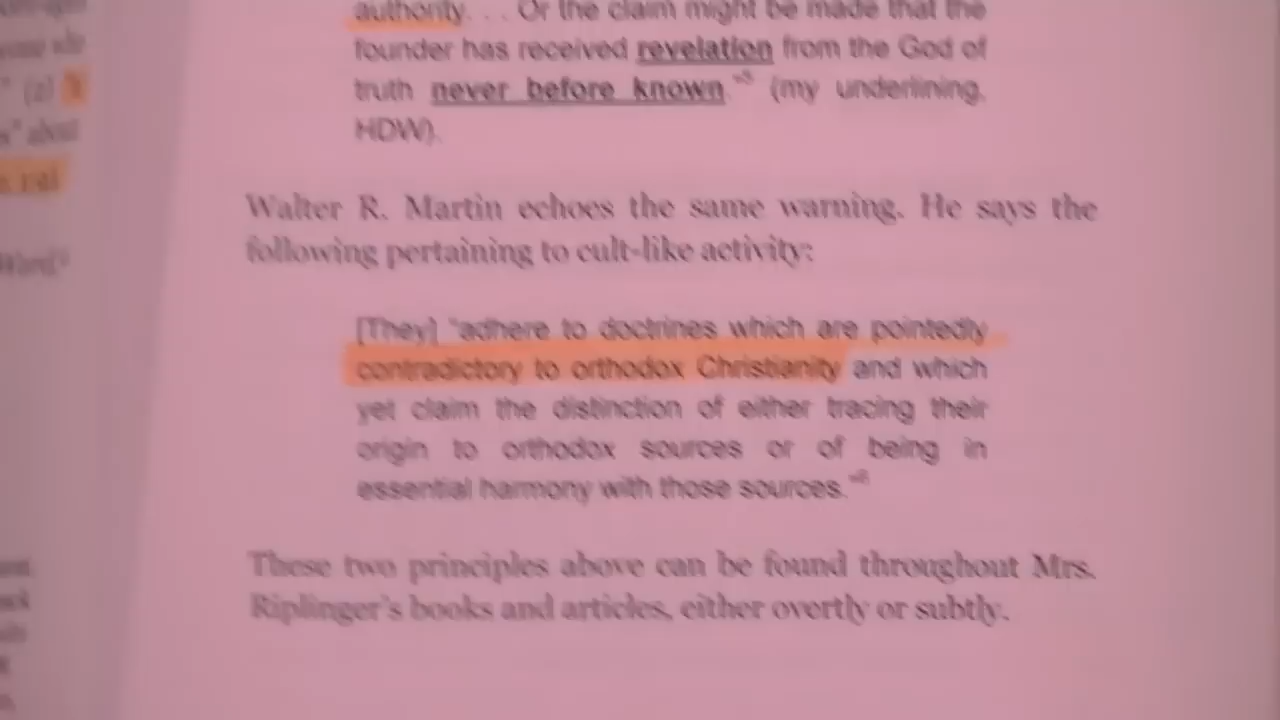 authority. . . Or the claim might be made that the
founder has received revelation from the God of
truth never before known."5 (my underlining,
HDW).
Walter R. Martin echoes the same warning. He says the
following pertaining to cult-like activity:
[They] "adhere to doctrines which are pointedly
contradictory to orthodox Christianity and which
yet claim the distinction of either tracing their
origin to orthodox sources or of being in
essential harmony with those sources."6
These two principles above can be found throughout Mrs.
Riplinger's books and articles, either overtly or subtly.